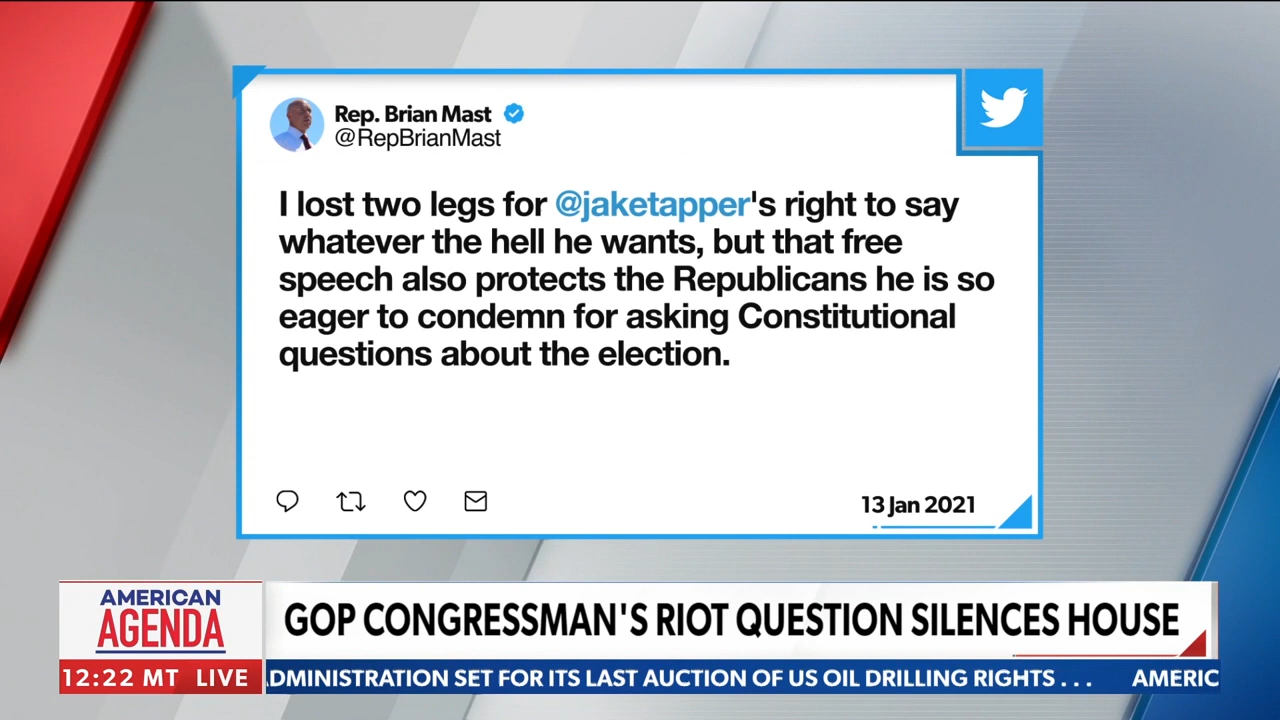 Rep. Brian Mast
@RepBrianMast
I lost two legs for @jaketapper's right to say
whatever the hell he wants, but that free
speech also protects the Republicans he is so
eager to condemn for asking Constitutional
questions about the election.
13 Jan 2021
AMERICAN
AGENDA
GOP CONGRESSMAN'S RIOT QUESTION SILENCES HOUSE
12:22 MT LIVE
DMINISTRATION SET FOR ITS LAST AUCTION OF US OIL DRILLING RIGHTS . . . AMERIC